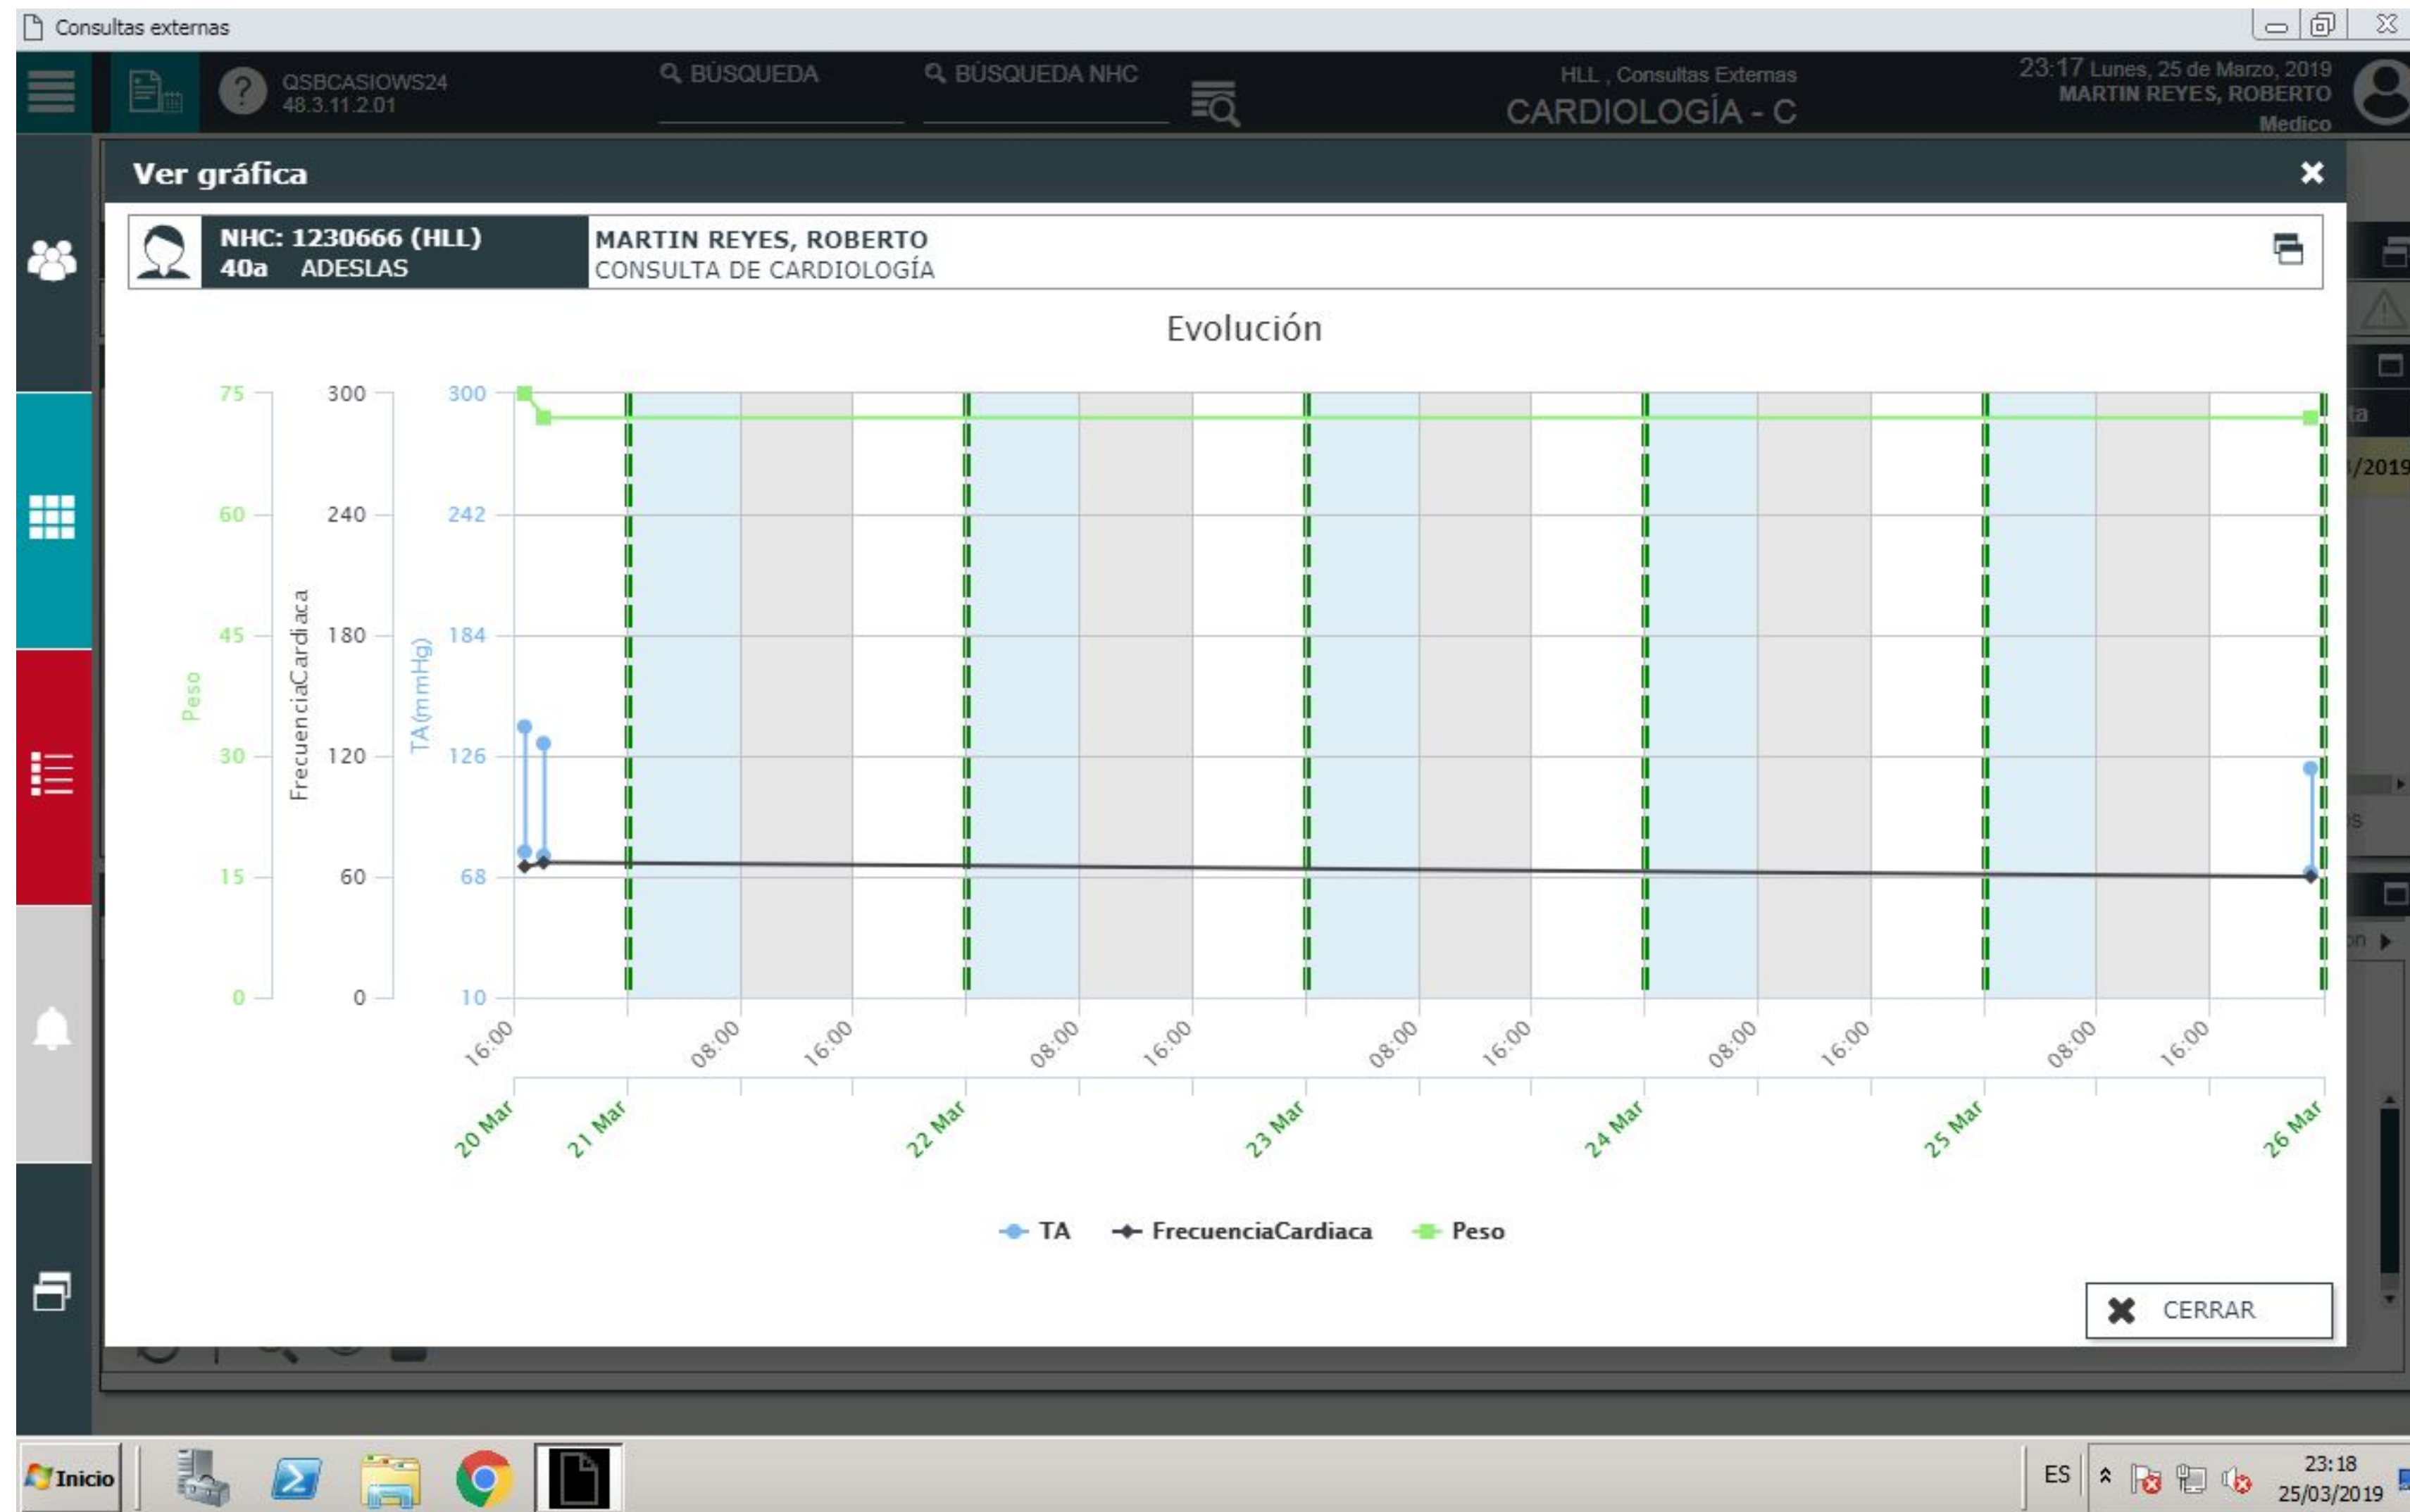 Consultas externas
QSBCASIOWS24
48.3.11.2.01
BÚSQUEDA
BÚSQUEDA NHC
HLL , Consultas Externas
CARDIOLOGÍA - C
23:17 Lunes, 25 de Marzo, 2019
MARTIN REYES, ROBERTO
Medico
Ver gráfica
NHC: 1230666 (HLL)
40a ADESLAS
MARTIN REYES, ROBERTO
CONSULTA DE CARDIOLOGÍA
Evolución
75 300 300
60 240 242
45 180 184
30 120 126
15 60 68
0 0 10
Peso
FrecuenciaCardiaca
TA(mmHg)
/2019
16:00 08:00 16:00 08:00 16:00 08:00 16:00 08:00 16:00 08:00 16:00
20 Mar 21 Mar 22 Mar 23 Mar 24 Mar 25 Mar 26 Mar
TA FrecuenciaCardiaca Peso
CERRAR
Inicio
ES
23:18
25/03/2019